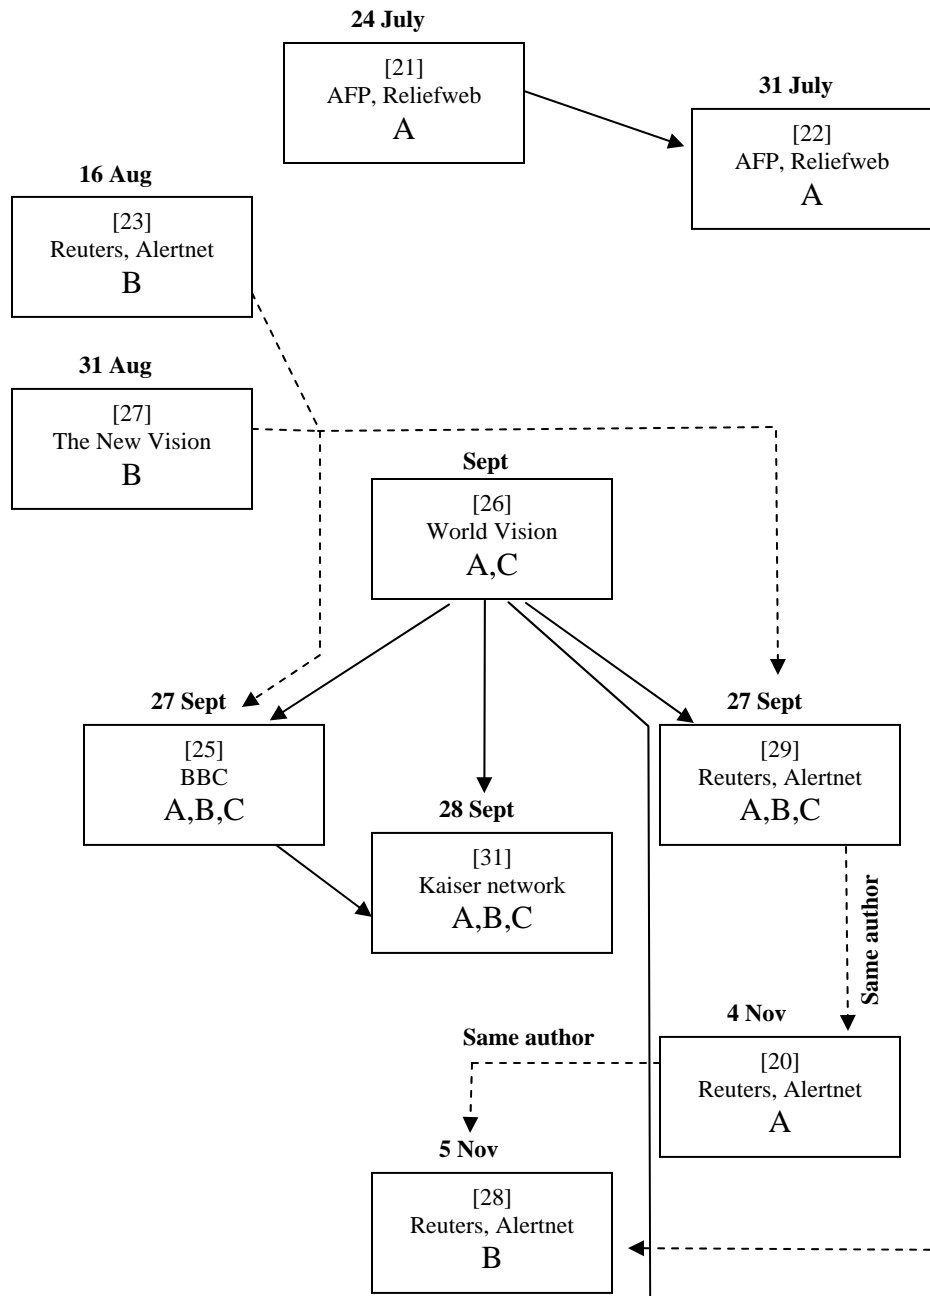 24 July
[21]
AFP, Reliefweb
A
31 July
[22]
AFP, Reliefweb
A
16 Aug
[23]
Reuters, Alertnet
B
31 Aug
[27]
The New Vision
B
Sept
[26]
World Vision
A,C
27 Sept
[25]
BBC
A,B,C
27 Sept
[29]
Reuters, Alertnet
A,B,C
28 Sept
[31]
Kaiser network
A,B,C
Same author
4 Nov
[20]
Reuters, Alertnet
A
Same author
5 Nov
[28]
Reuters, Alertnet
B